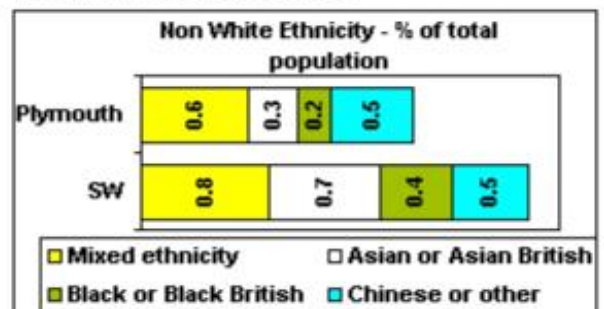 Non White Ethnicity - % of total
population
Plymouth
0.6
0.3
0.2
0.5
SW
0.8
0.7
0.4
0.5
Mixed ethnicity
Asian or Asian British
Black or Black British
Chinese or other